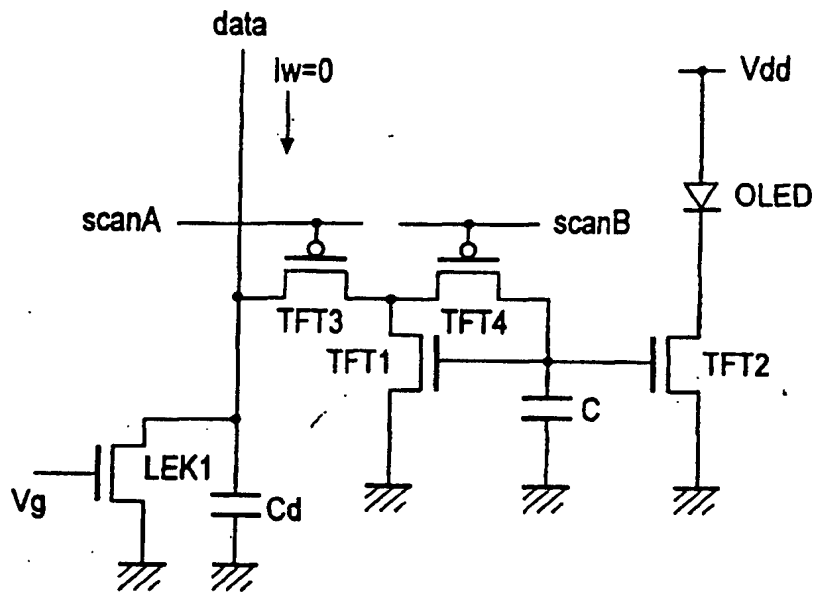 data
Iw=0
Vdd
OLED
scanA
scanB
TFT3
TFT4
TFT1
TFT2
C
LEK1
Vg
Cd